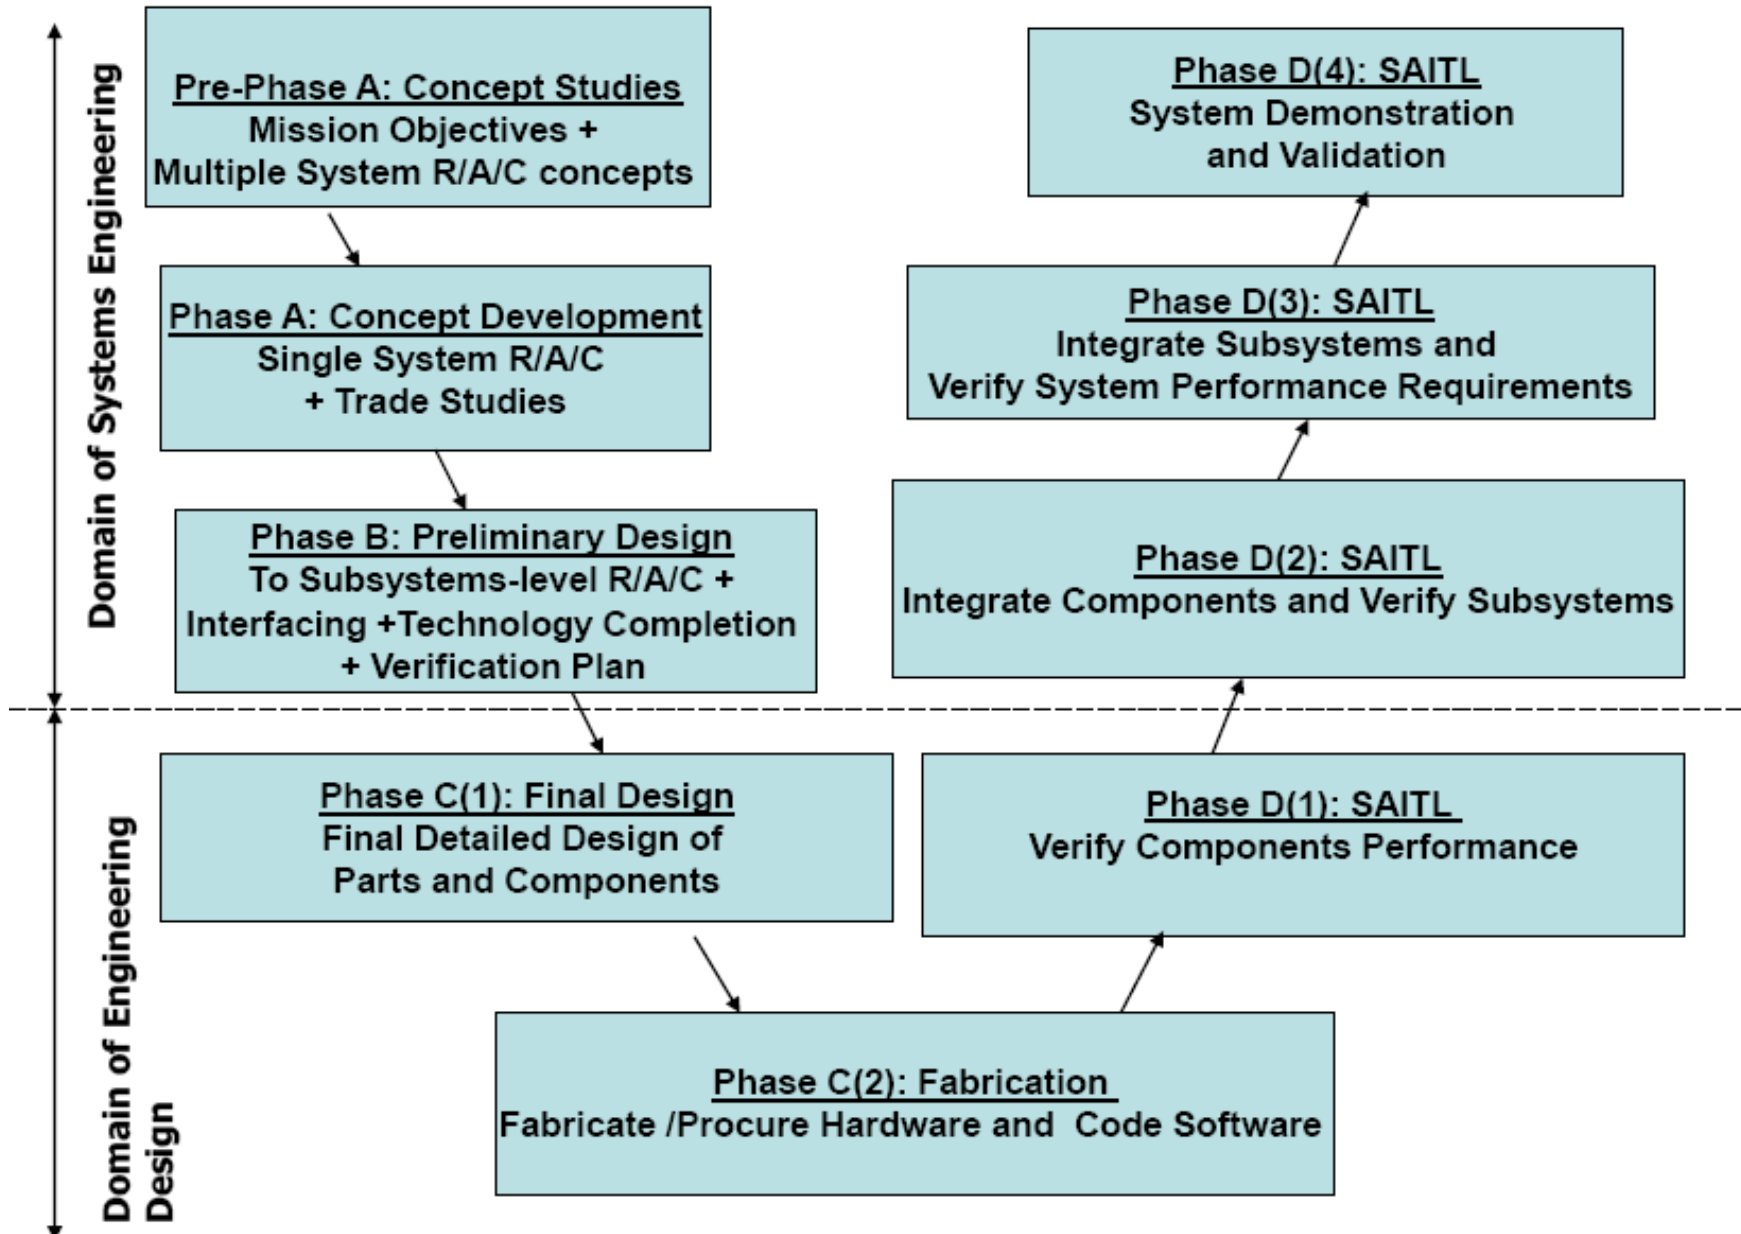 Domain of Systems Engineering
Pre-Phase A: Concept Studies
Mission Objectives +
Multiple System R/A/C concepts
Phase A: Concept Development
Single System R/A/C
+ Trade Studies
Phase B: Preliminary Design
To Subsystems-level R/A/C +
Interfacing +Technology Completion
+ Verification Plan
Domain of Engineering
Design
Phase C(1): Final Design
Final Detailed Design of
Parts and Components
Phase C(2): Fabrication
Fabricate /Procure Hardware and  Code Software
Phase D(1): SAITL
Verify Components Performance
Phase D(2): SAITL
Integrate Components and Verify Subsystems
Phase D(3): SAITL
Integrate Subsystems and
Verify System Performance Requirements
Phase D(4): SAITL
System Demonstration
and Validation